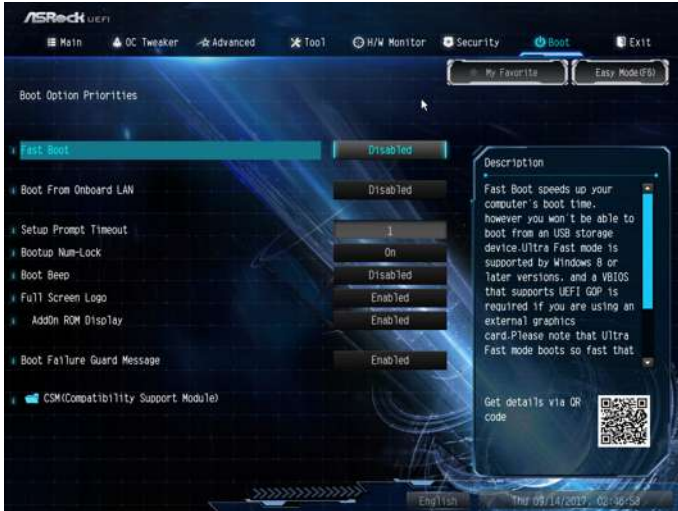 ASRock UEFI
Main OC Tweaker Advanced Tool H/W Monitor Security Boot Exit
My Favorite Easy Mode(F6)
Boot Option Priorities
Fast Boot Disabled
Boot From Onboard LAN Disabled
Setup Prompt Timeout 1
Bootup Num-Lock On
Boot Beep Disabled
Full Screen Logo Enabled
AddOn ROM Display Enabled
Boot Failure Guard Message Enabled
CSM(Compatibility Support Module)
Description
Fast Boot speeds up your
computer's boot time.
however you won't be able to
boot from an USB storage
device.Ultra Fast mode is
supported by Windows 8 or
later versions. and a VBIOS
that supports UEFI GOP is
required if you are using an
external graphics
card.Please note that Ultra
Fast mode boots so fast that
Get details via QR
code
English Thu 09/14/2017. 02:46:58